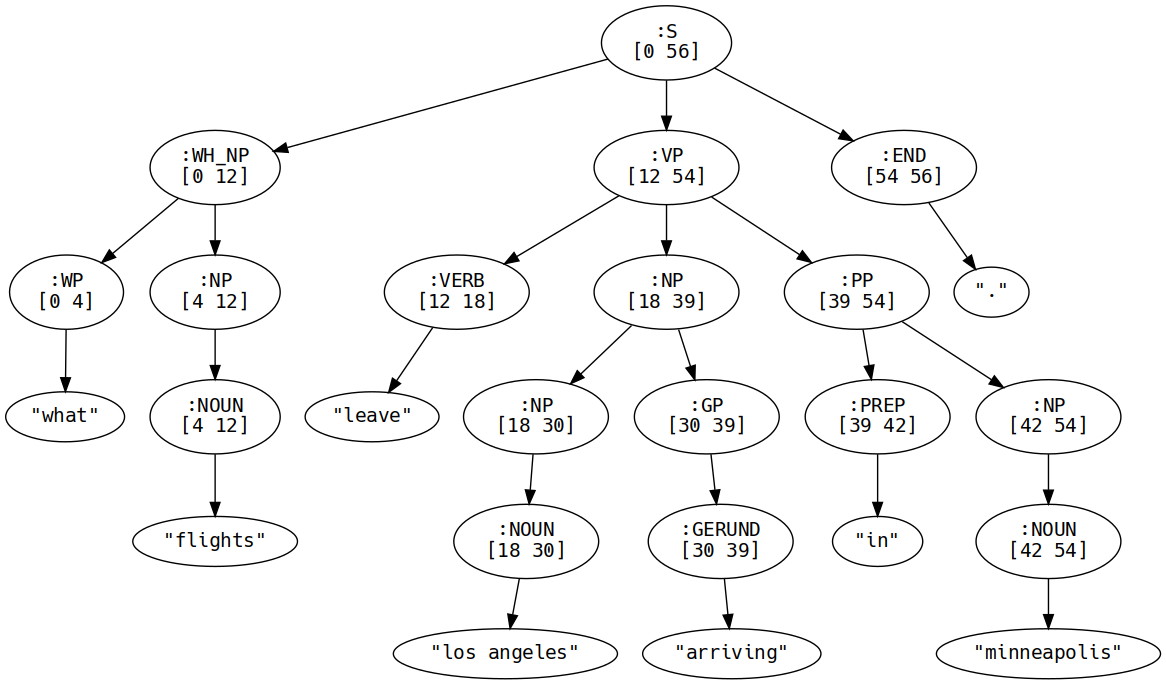 :S
[0 56]
:WH_NP
[0 12]
:VP
[12 54]
:END
[54 56]
:WP
[0 4]
:NP
[4 12]
:VERB
[12 18]
:NP
[18 39]
:PP
[39 54]
"."
"what"
:NOUN
[4 12]
"leave"
:NP
[18 30]
:GP
[30 39]
:PREP
[39 42]
:NP
[42 54]
"flights"
:NOUN
[18 30]
:GERUND
[30 39]
"in"
:NOUN
[42 54]
"los angeles"
"arriving"
"minneapolis"